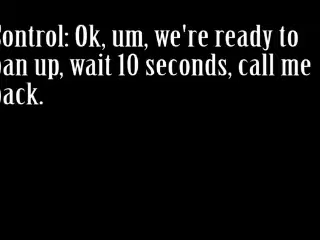 Control: Ok, um, we're ready to
pan up, wait 10 seconds, call me
back.